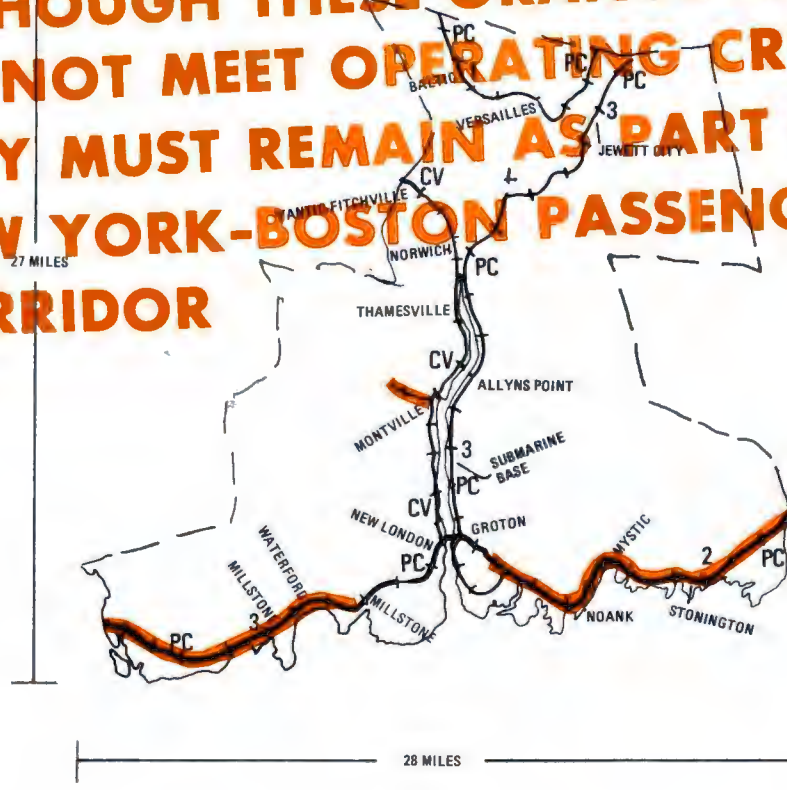 HOUGH THESE
NOT MEET OPERATING CR
Y MUST REMAIN AS PART
W YORK-BOSTON PASSENG
RRIDOR
PC
BALTIC
PC
PC
VERSAILLES
3
JEWETT CITY
CV
YANTIC-FITCHVILLE
NORWICH
PC
27 MILES
THAMESVILLE
CV
ALLYNS POINT
MONTVILLE
3
SUBMARINE
BASE
PC
CV
NEW LONDON
GROTON
MYSTIC
WATERFORD
PC
2
PC
MILLSTONE
3
MILLSTONE
NOANK
STONINGTON
PC
28 MILES